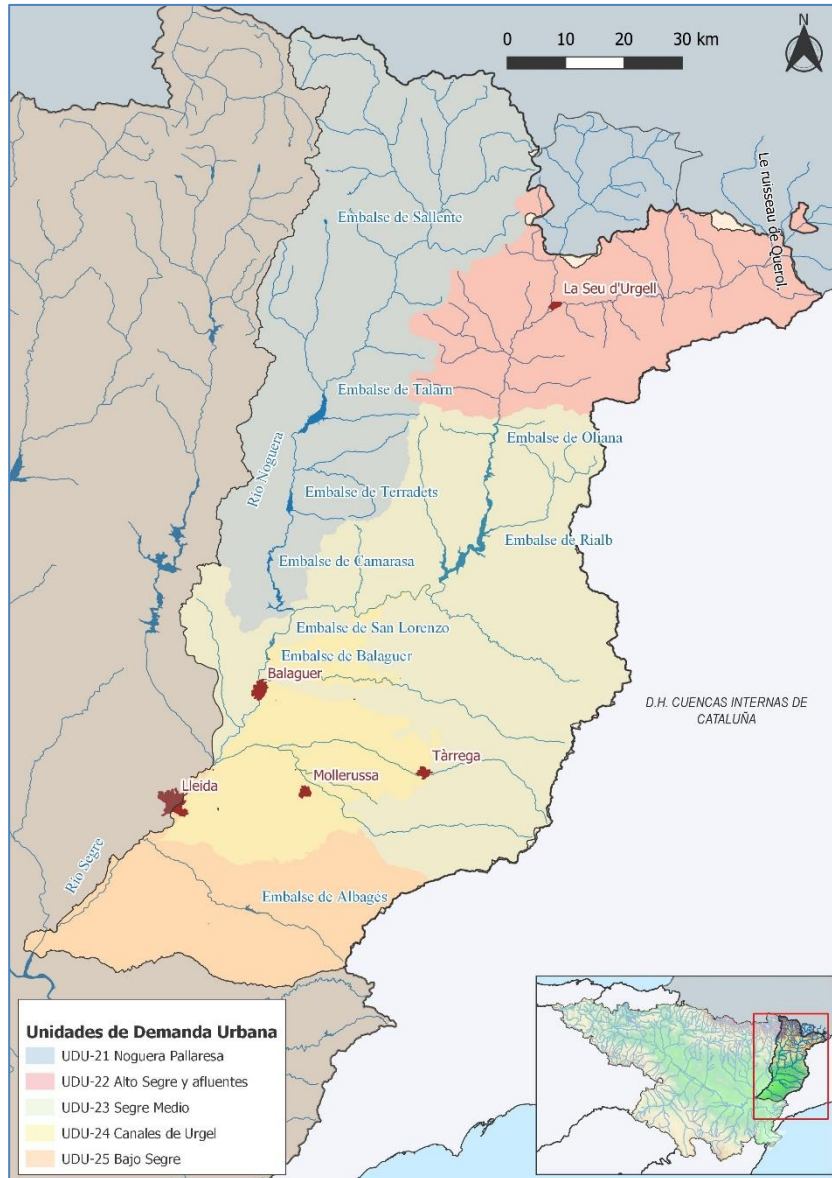 N
0 10 20 30 km
Le ruisseau de Querol.
Embalse de Sallente
La Seu d'Urgell
Embalse de Talarn
Río Noguera
Embalse de Oliana
Embalse de Terradets
Embalse de Rialb
Embalse de Camarasa
Embalse de San Lorenzo
Embalse de Balaguer
Balaguer
D.H. CUENCAS INTERNAS DE
CATALUÑA
Tàrrega
Mollerussa
Lleida
Río Segre
Embalse de Albagés
Unidades de Demanda Urbana
UDU-21 Noguera Pallaresa
UDU-22 Alto Segre y afluentes
UDU-23 Segre Medio
UDU-24 Canales de Urgel
UDU-25 Bajo Segre